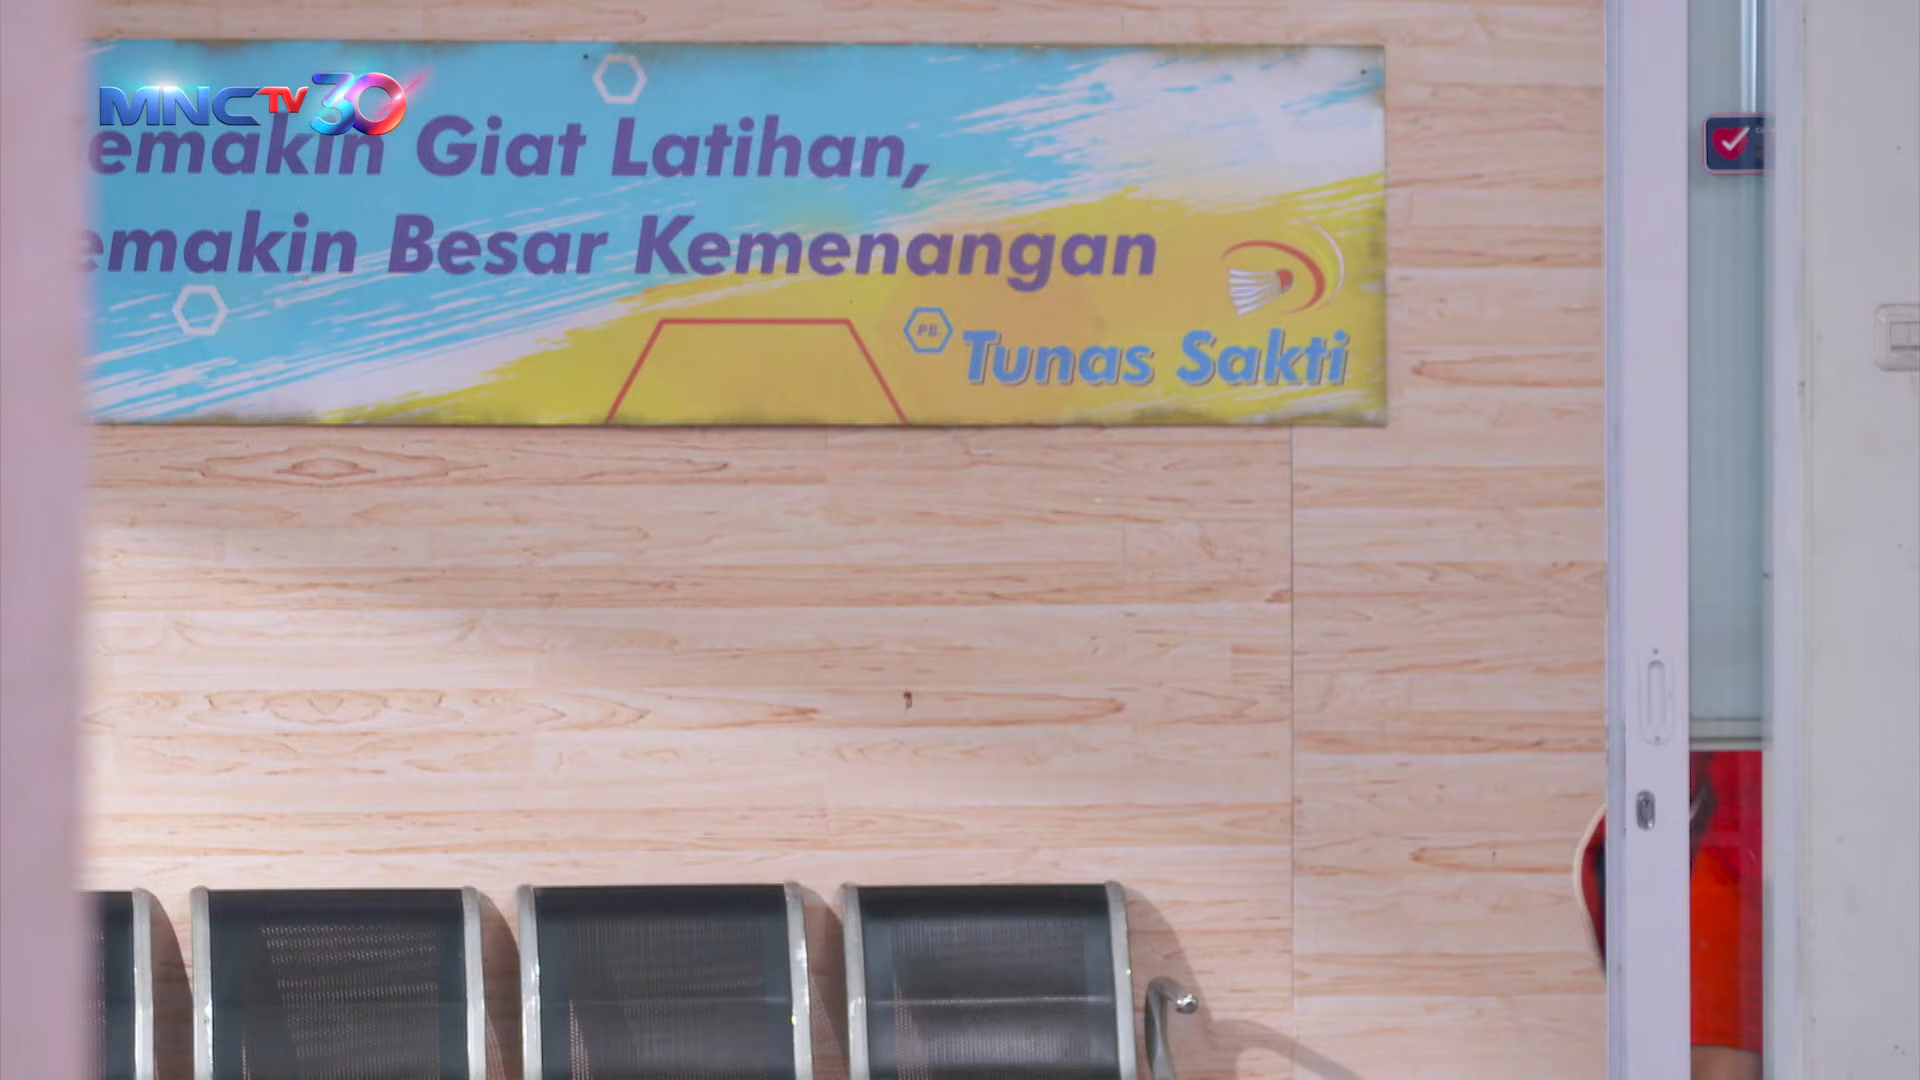 MNCTV30
emakin Giat Latihan,
emakin Besar Kemenangan
PB. Tunas Sakti